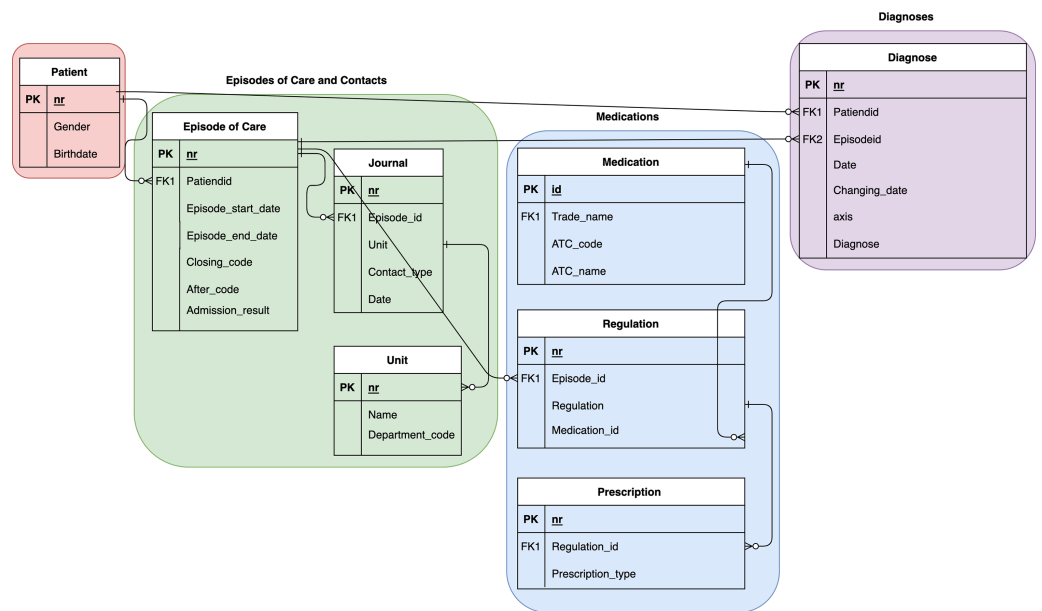 Diagnoses
Patient
PK nr
Gender
Birthdate
Episodes of Care and Contacts
Episode of Care
PK nr
FK1 Patiendid
Episode_start_date
Episode_end_date
Closing_code
After_code
Admission_result
Journal
PK nr
FK1 Episode_id
Unit
Contact_type
Date
Unit
PK nr
Name
Department_code
Medications
Medication
PK id
FK1 Trade_name
ATC_code
ATC_name
Regulation
PK nr
FK1 Episode_id
Regulation
Medication_id
Prescription
PK nr
FK1 Regulation_id
Prescription_type
Diagnose
PK nr
FK1 Patiendid
FK2 Episodeid
Date
Changing_date
axis
Diagnose